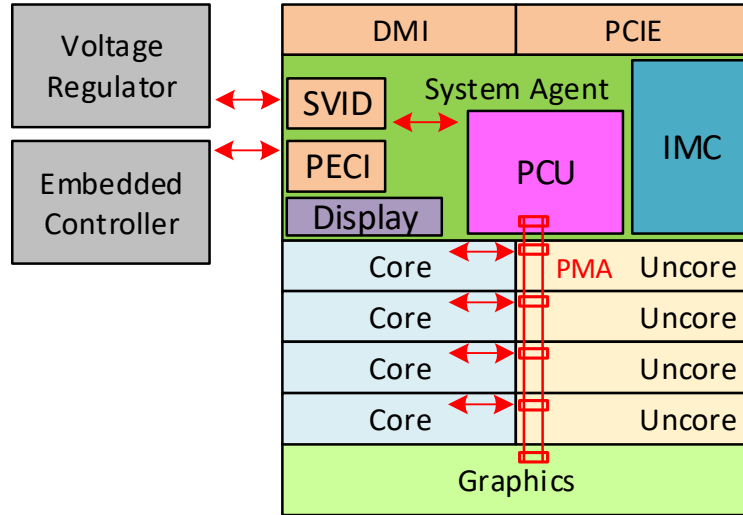 Voltage
Regulator
Embedded
Controller
DMI
PCIE
SVID
System Agent
IMC
PECI
PCU
Display
Core
PMA
Uncore
Core
Uncore
Core
Uncore
Core
Uncore
Graphics